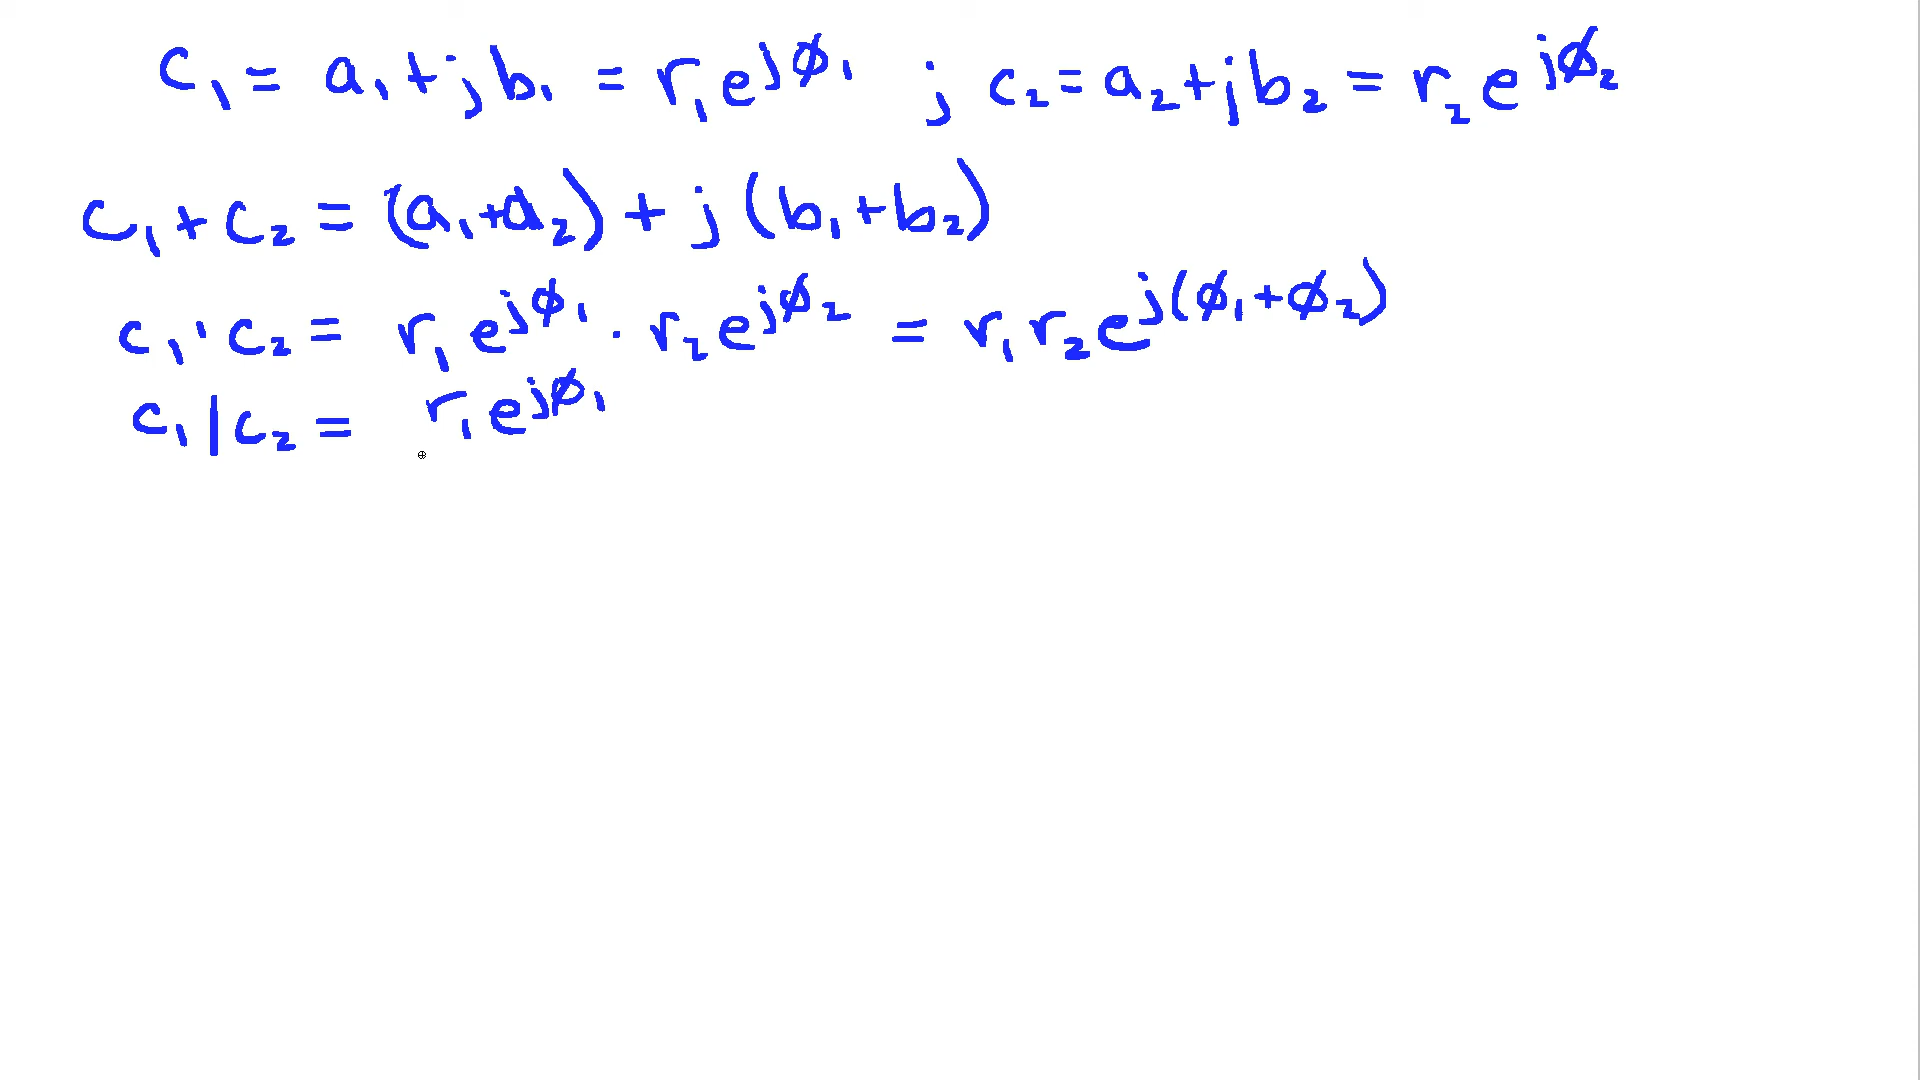 c₁ = a₁+jb₁ = r₁e^{jϕ₁} ; c₂ = a₂+jb₂ = r₂e^{jϕ₂}
c₁+c₂ = (a₁+a₂) + j(b₁+b₂)
c₁·c₂ = r₁e^{jϕ₁} · r₂e^{jϕ₂} = r₁r₂e^{j(ϕ₁+ϕ₂)}
c₁|c₂ = r₁e^{jϕ₁}